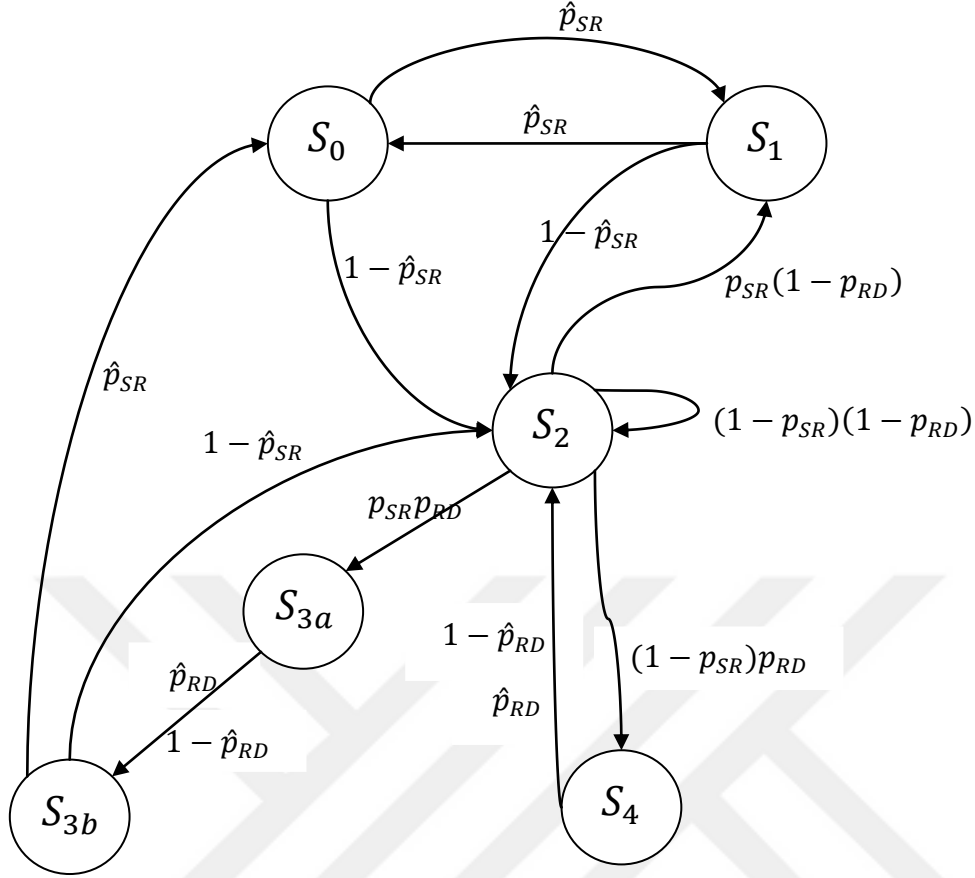 p̂_SR
S_0
p̂_SR
S_1
1 − p̂_SR
1 − p̂_SR
p_SR(1 − p_RD)
p̂_SR
1 − p̂_SR
S_2
(1 − p_SR)(1 − p_RD)
p_SR p_RD
S_3a
1 − p̂_RD
(1 − p_SR)p_RD
p̂_RD
p̂_RD
1 − p̂_RD
S_3b
S_4